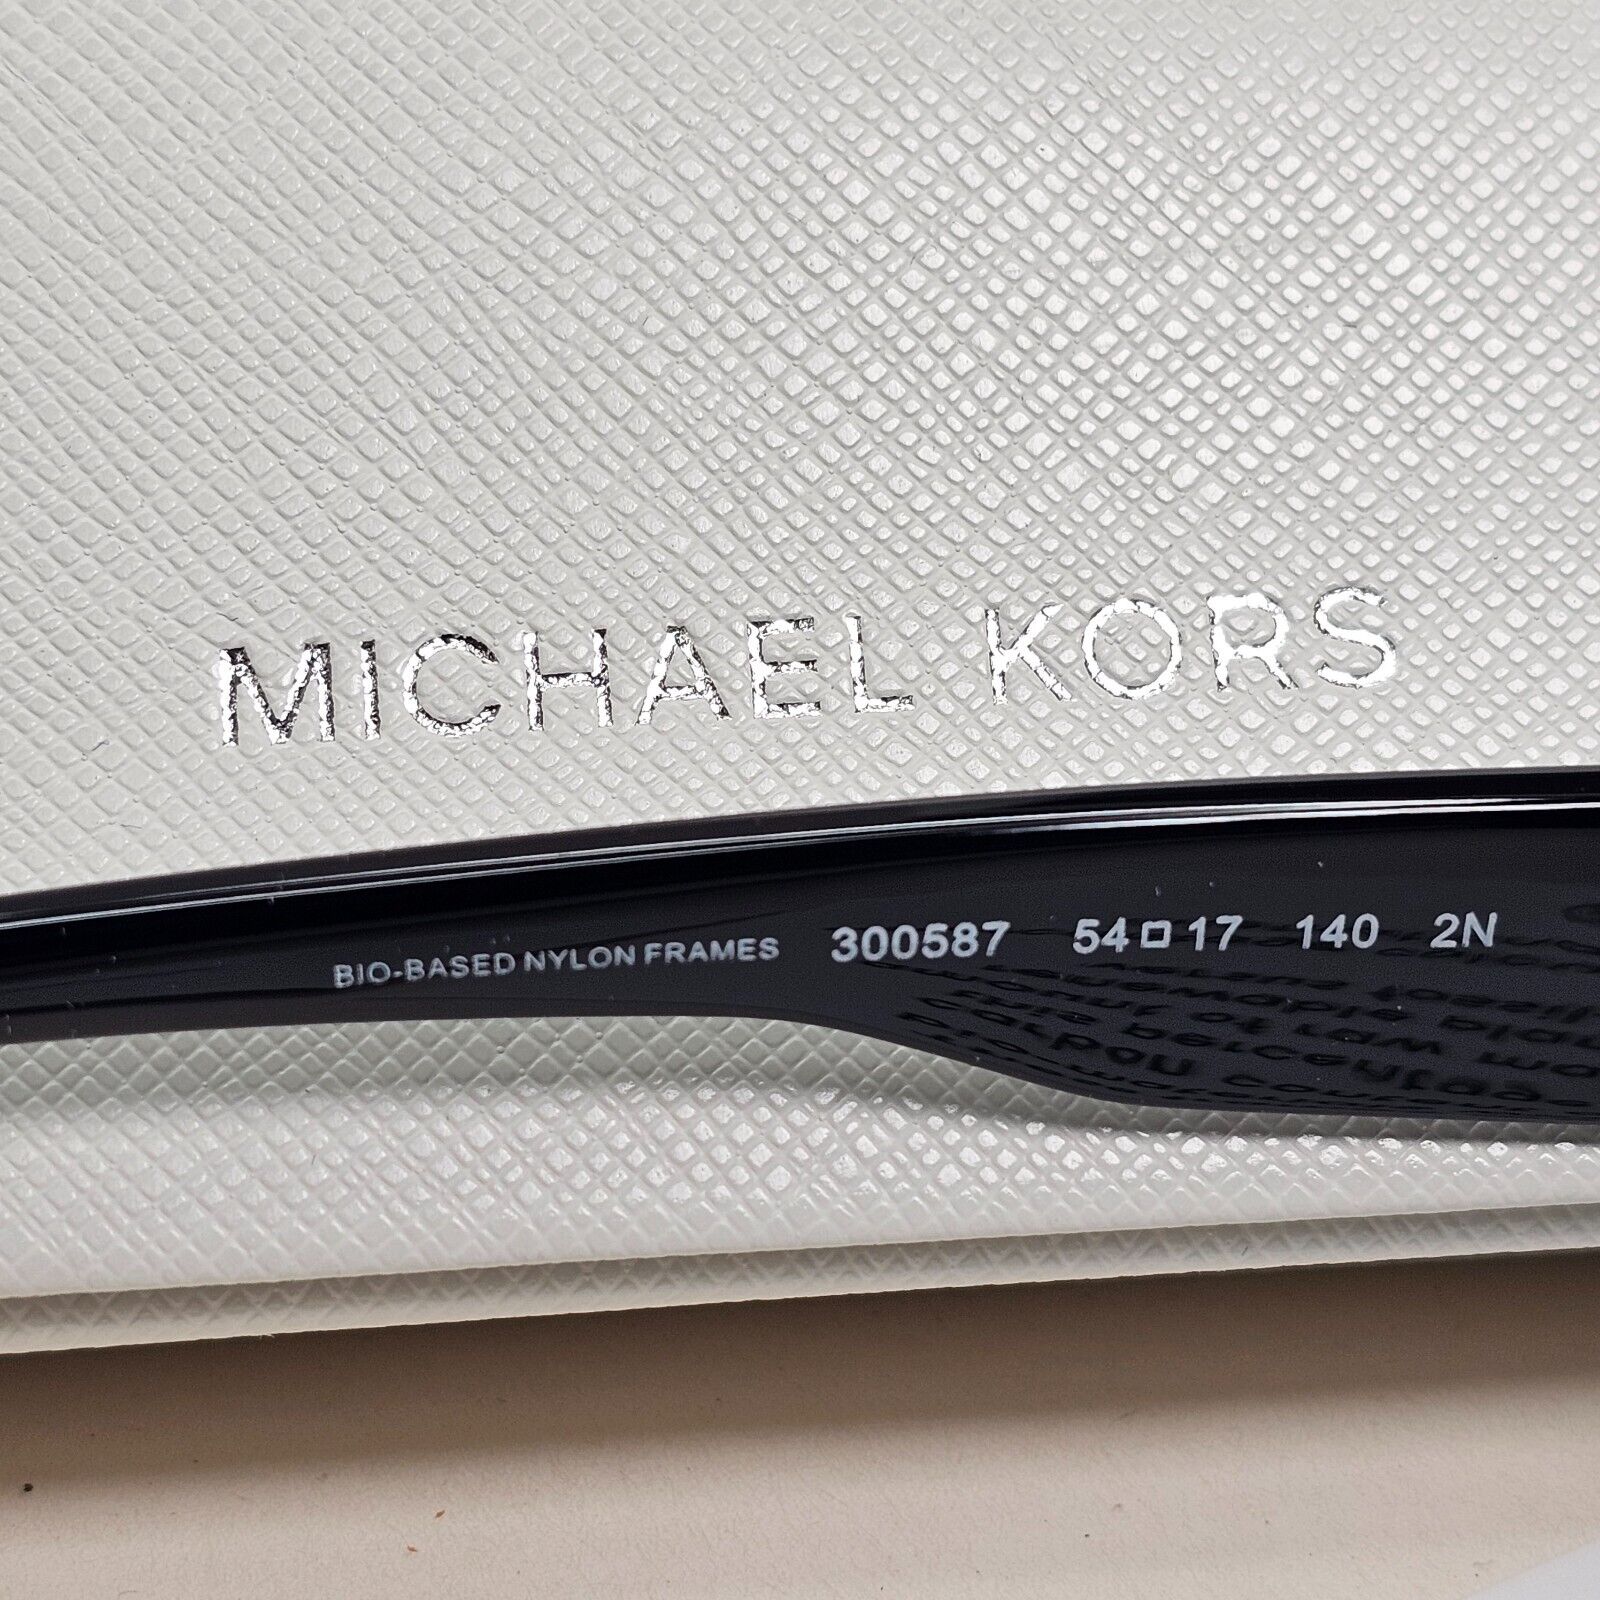 MICHAEL KORS
BIO-BASED NYLON FRAMES 300587 54□17 140 2N